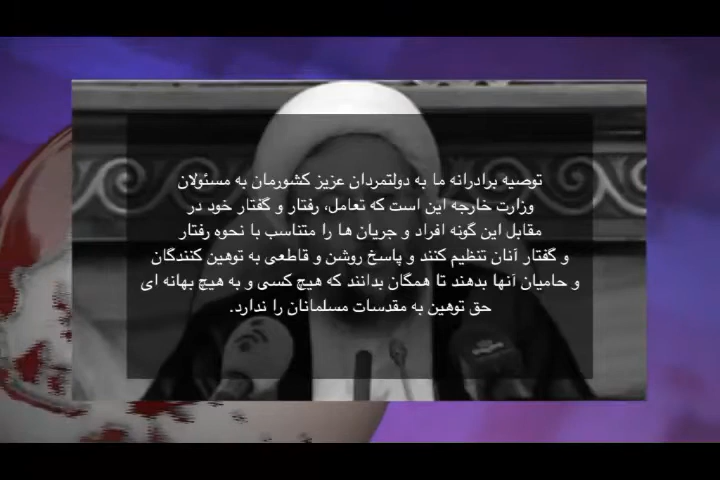 توصیه برادرانه ما به دولتمردان عزیز کشورمان به مسئولان
وزارت خارجه این است که تعامل، رفتار و گفتار خود در
مقابل این گونه افراد و جریان ها را متناسب با نحوه رفتار
و گفتار آنان تنظیم کنند و پاسخ روشن و قاطعی به توهین کنندگان
و حامیان آنها بدهند تا همگان بدانند که هیچ کسی و به هیچ بهانه ای
حق توهین به مقدسات مسلمانان را ندارد.